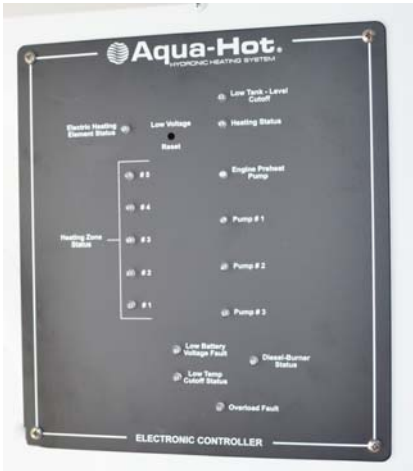 Aqua-Hot®
HYDRONIC HEATING SYSTEM
Low Tank - Level
Cutoff
Electric Heating
Element Status
Low Voltage
Reset
Heating Status
Engine Preheat
Pump
# 5
# 4
# 3
# 2
# 1
Heating Zone
Status
Pump # 1
Pump # 2
Pump # 3
Low Battery
Voltage Fault
Diesel-Burner
Status
Low Temp
Cutoff Status
Overload Fault
ELECTRONIC CONTROLLER